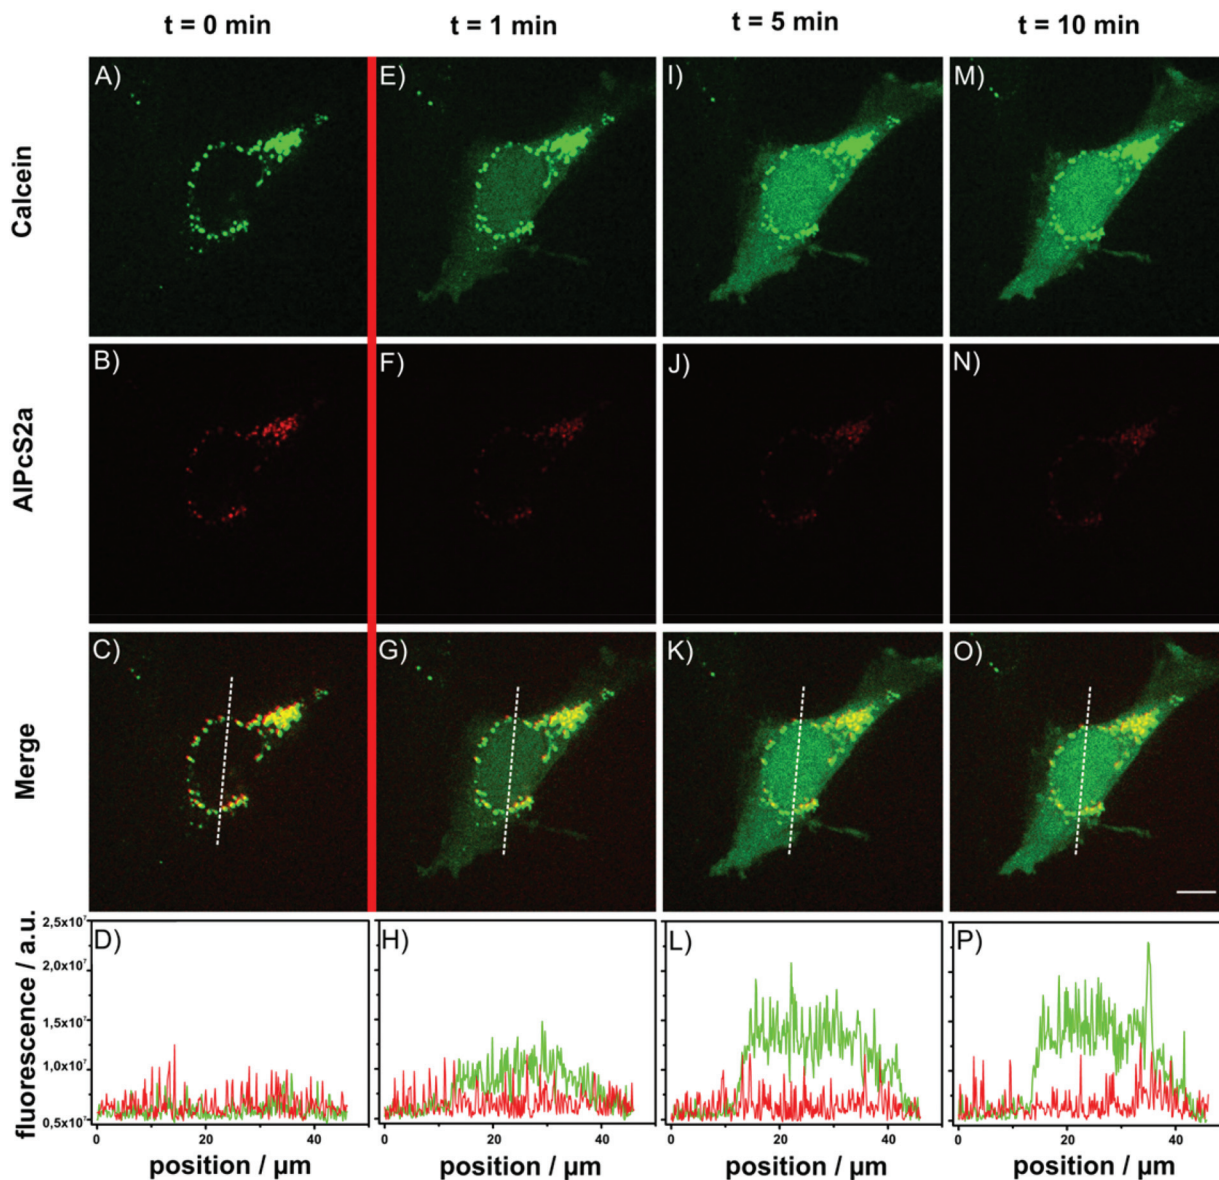 t = 0 min
t = 1 min
t = 5 min
t = 10 min
Calcein
A)
E)
I)
M)
AlPcS2a
B)
F)
J)
N)
Merge
C)
G)
K)
O)
fluorescence / a.u.
2,5x10⁷
2,0x10⁷
1,5x10⁷
1,0x10⁷
0,5x10⁷
D)
H)
L)
P)
0 20 40
0 20 40
0 20 40
0 20 40
position / µm
position / µm
position / µm
position / µm